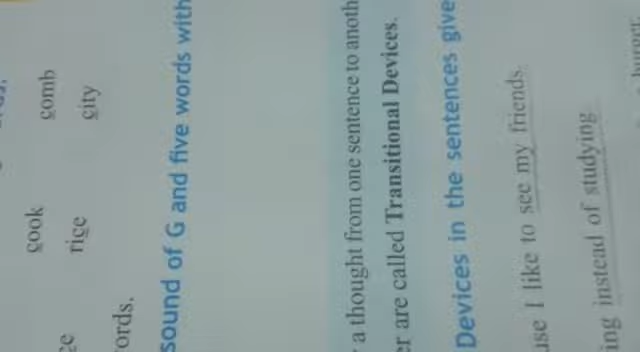 cook comb
rice city
ords.
sound of G and five words with
a thought from one sentence to anoth
er are called Transitional Devices.
Devices in the sentences give
use I like to see my friends.
ing instead of studying